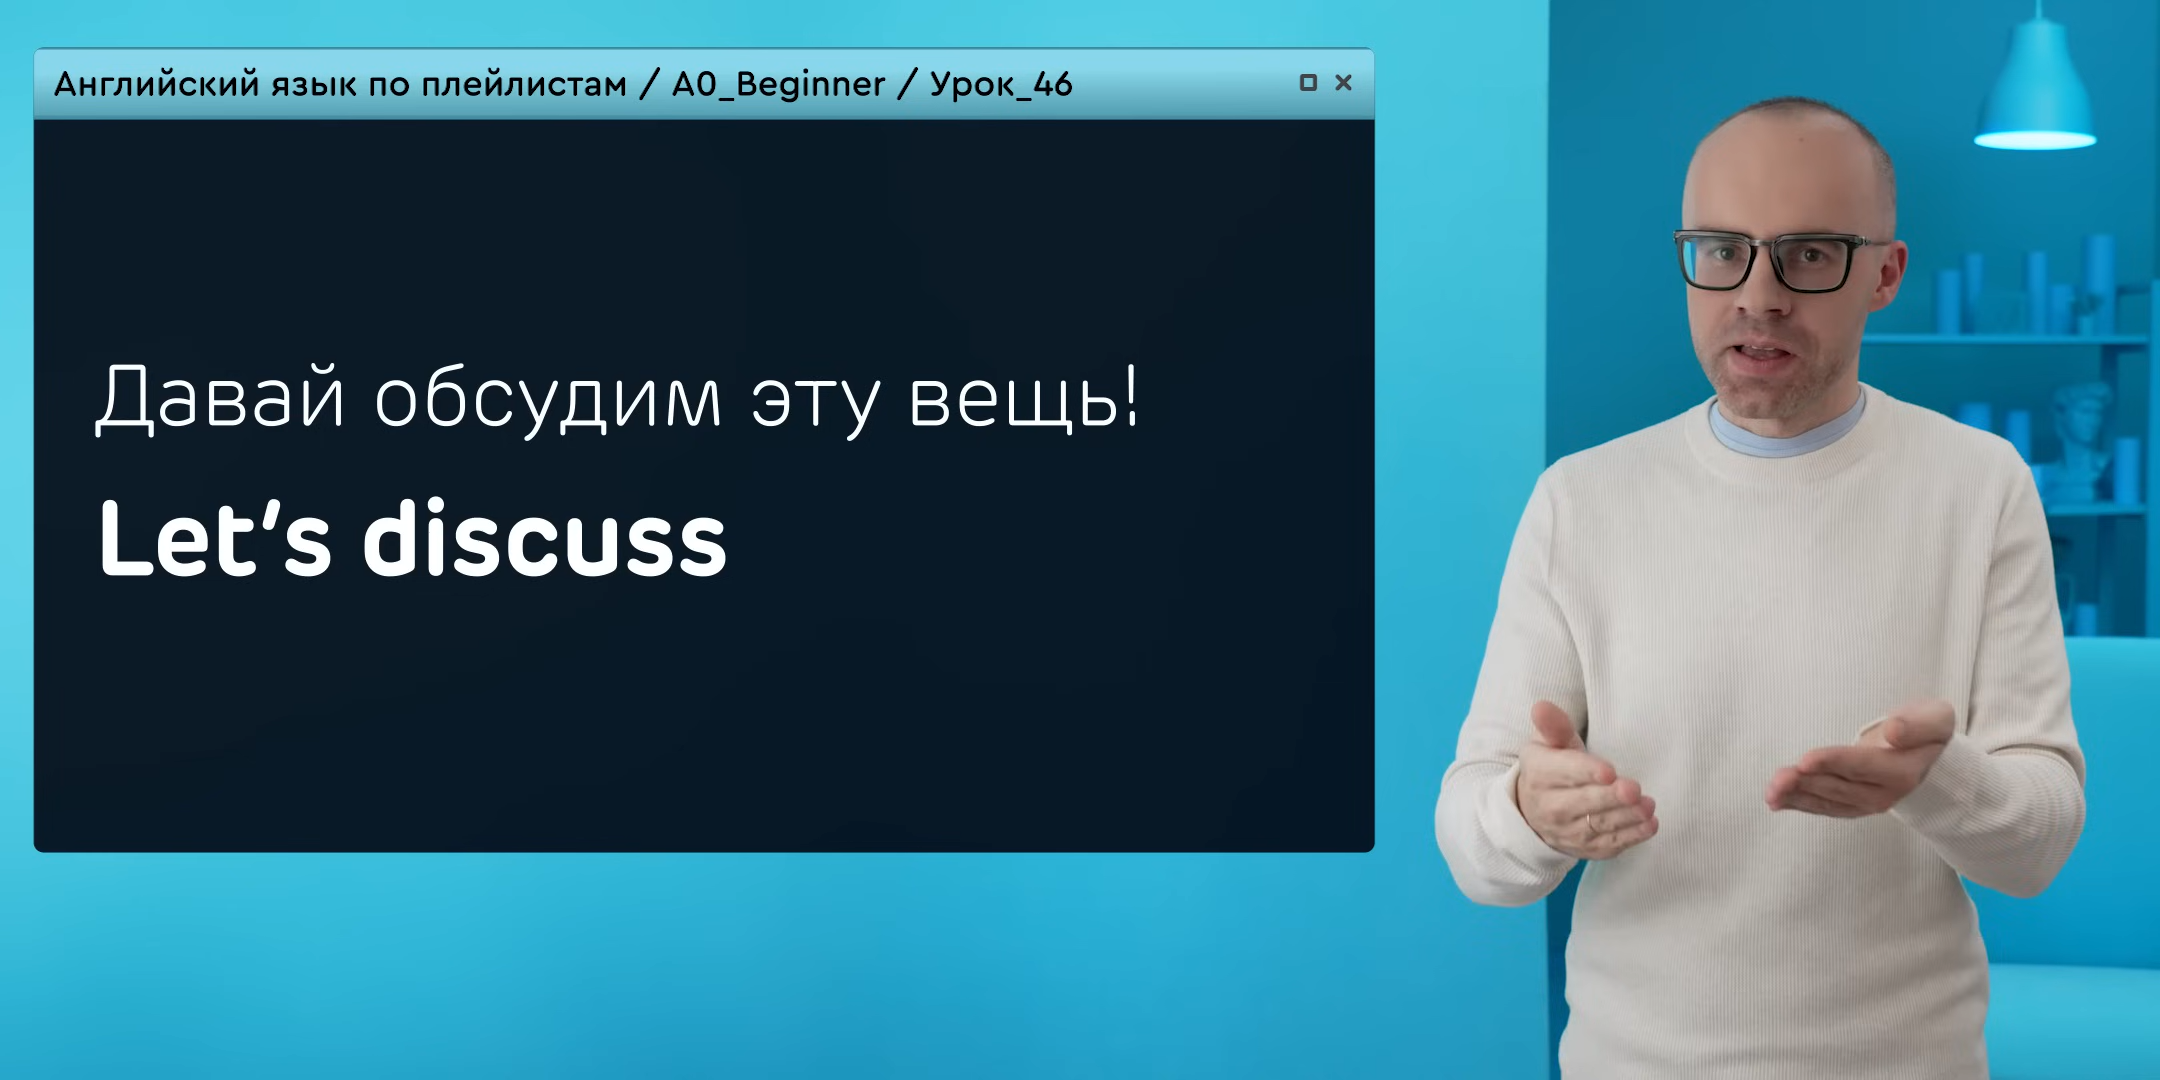 Английский язык по плейлистам / A0_Beginner / Урок_46
Давай обсудим эту вещь!
Let's discuss